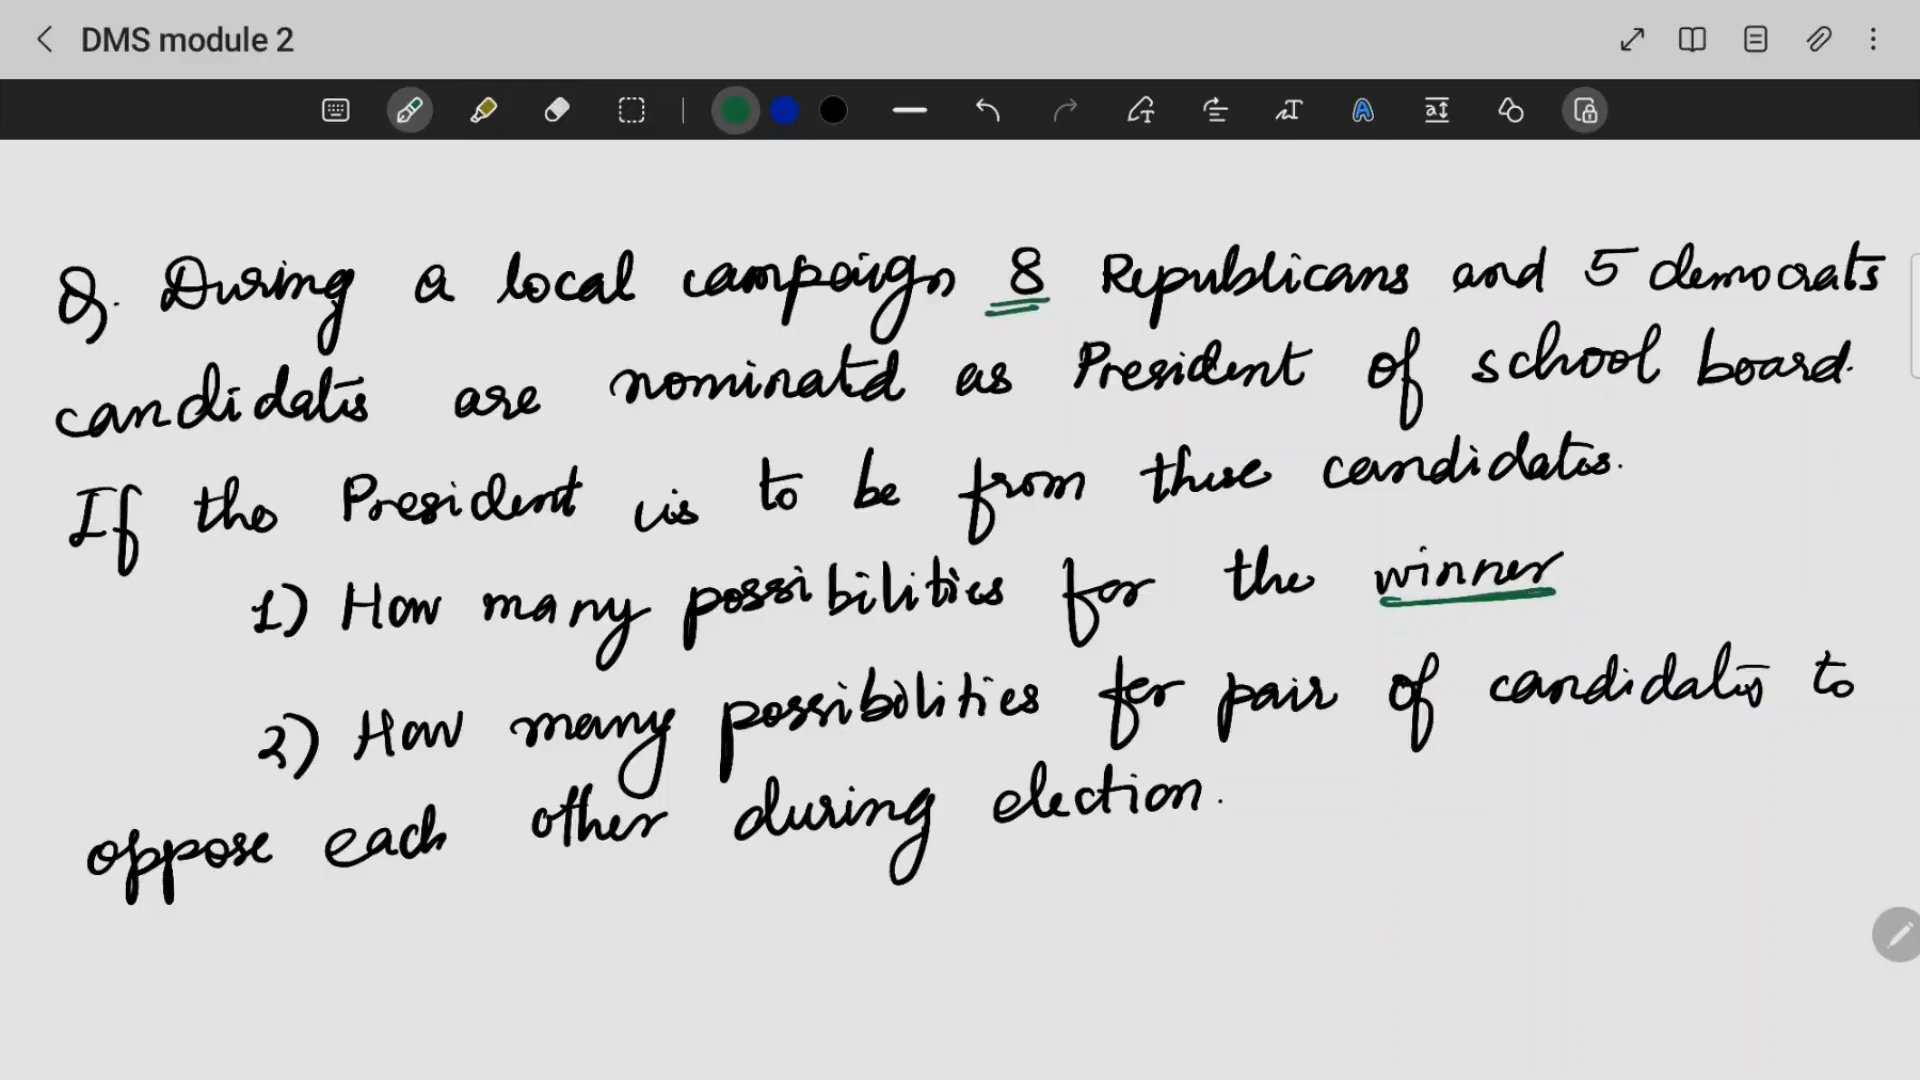 DMS module 2
Q. During a local campaign 8 Republicans and 5 democrats
candidates are nominated as President of school board.
If the President is to be from these candidates.
1) How many possibilities for the winner
2) How many possibilities for pair of candidates to
oppose each other during election.